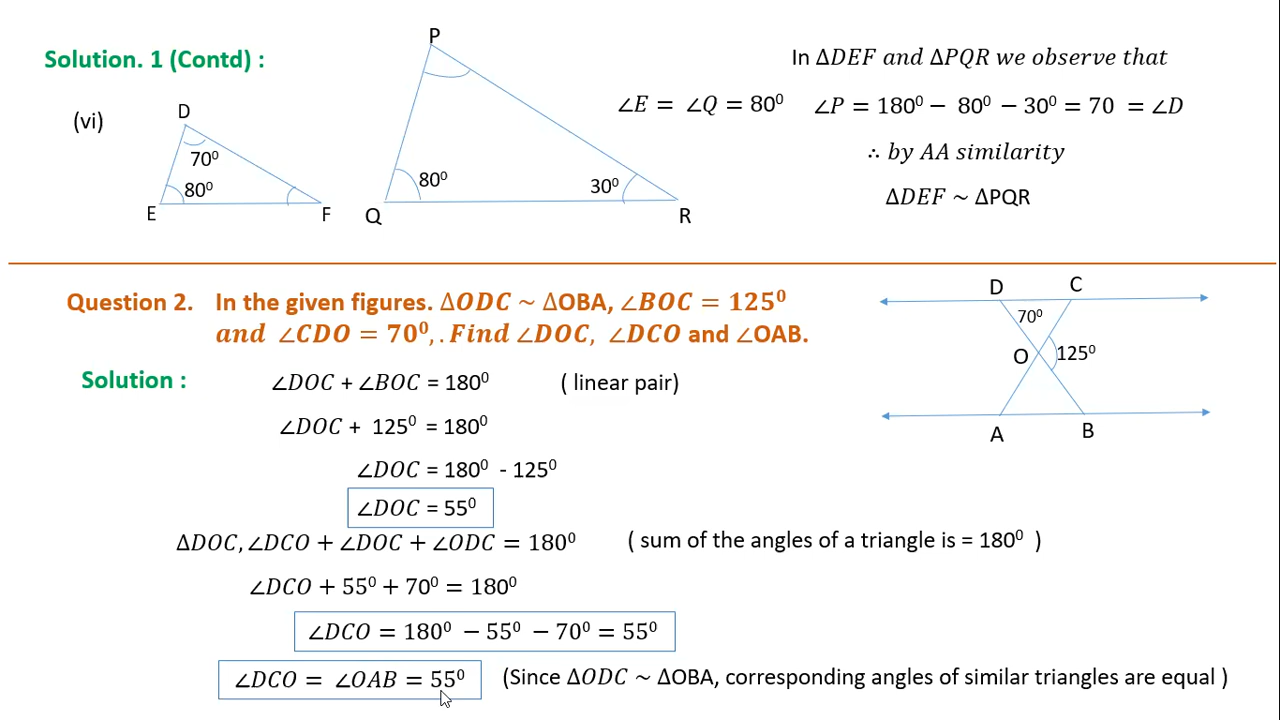 Solution. 1 (Contd) :
(vi)
D
70⁰
80⁰
E
F
P
80⁰
30⁰
Q
R
In ΔDEF and ΔPQR we observe that
∠E = ∠Q = 80⁰ ∠P = 180⁰ − 80⁰ − 30⁰ = 70 = ∠D
∴ by AA similarity
ΔDEF ~ ΔPQR
Question 2. In the given figures. ΔODC ~ ΔOBA, ∠BOC = 125⁰
and ∠CDO = 70⁰, . Find ∠DOC, ∠DCO and ∠OAB.
D
C
70⁰
O
125⁰
A
B
Solution :
∠DOC + ∠BOC = 180⁰ ( linear pair)
∠DOC + 125⁰ = 180⁰
∠DOC = 180⁰ - 125⁰
∠DOC = 55⁰
ΔDOC, ∠DCO + ∠DOC + ∠ODC = 180⁰ ( sum of the angles of a triangle is = 180⁰ )
∠DCO + 55⁰ + 70⁰ = 180⁰
∠DCO = 180⁰ − 55⁰ − 70⁰ = 55⁰
∠DCO = ∠OAB = 55⁰ (Since ΔODC ~ ΔOBA, corresponding angles of similar triangles are equal )